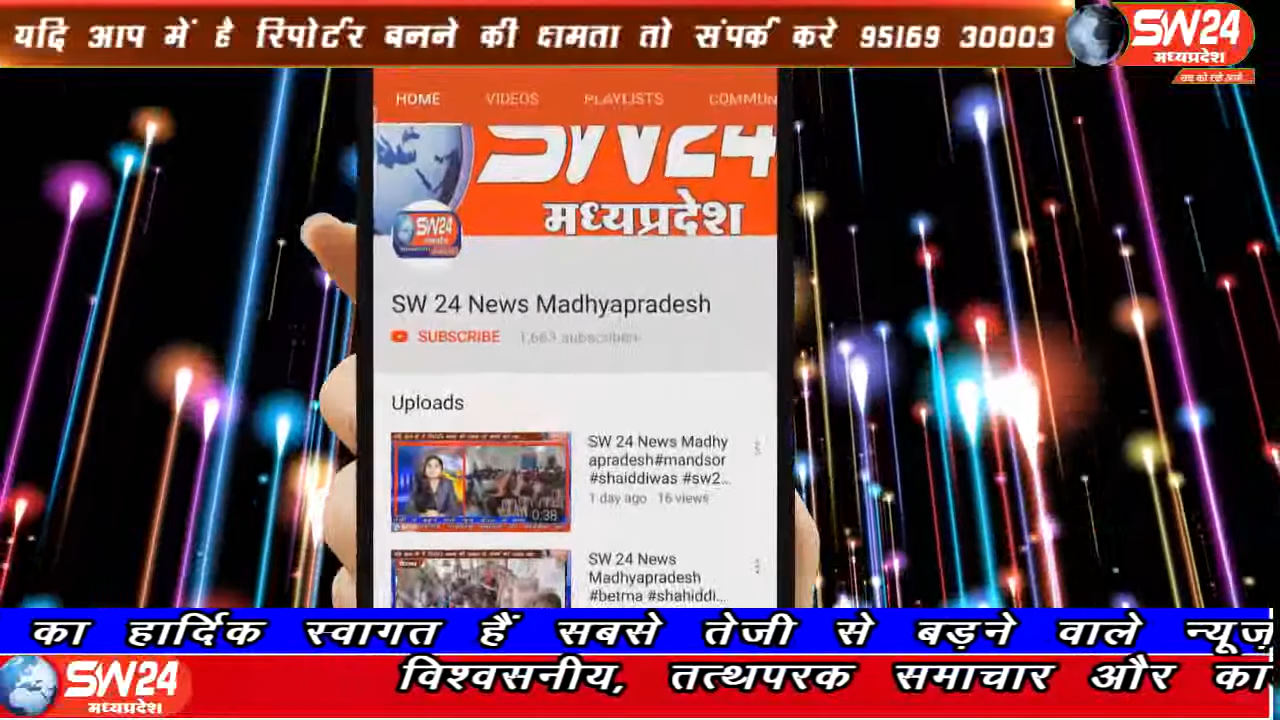 यदि आप में है रिपोर्टर बनने की क्षमता तो संपर्क करे 95169 30003
SW24
मध्यप्रदेश
HOME VIDEOS PLAYLISTS COMMUN
SW24
मध्यप्रदेश
SW24
SW 24 News Madhyapradesh
SUBSCRIBE 1,663 subscribers
Uploads
SW 24 News Madhy
apradesh#mandsor
#shaiddiwas #sw2...
1 day ago 16 views
0:38
SW 24 News
Madhyapradesh
#betma #shahiddi...
का हार्दिक स्वागत हैं सबसे तेजी से बड़ने वाले न्यूज़
SW24
मध्यप्रदेश
विश्वसनीय, तत्थपरक समाचार और का